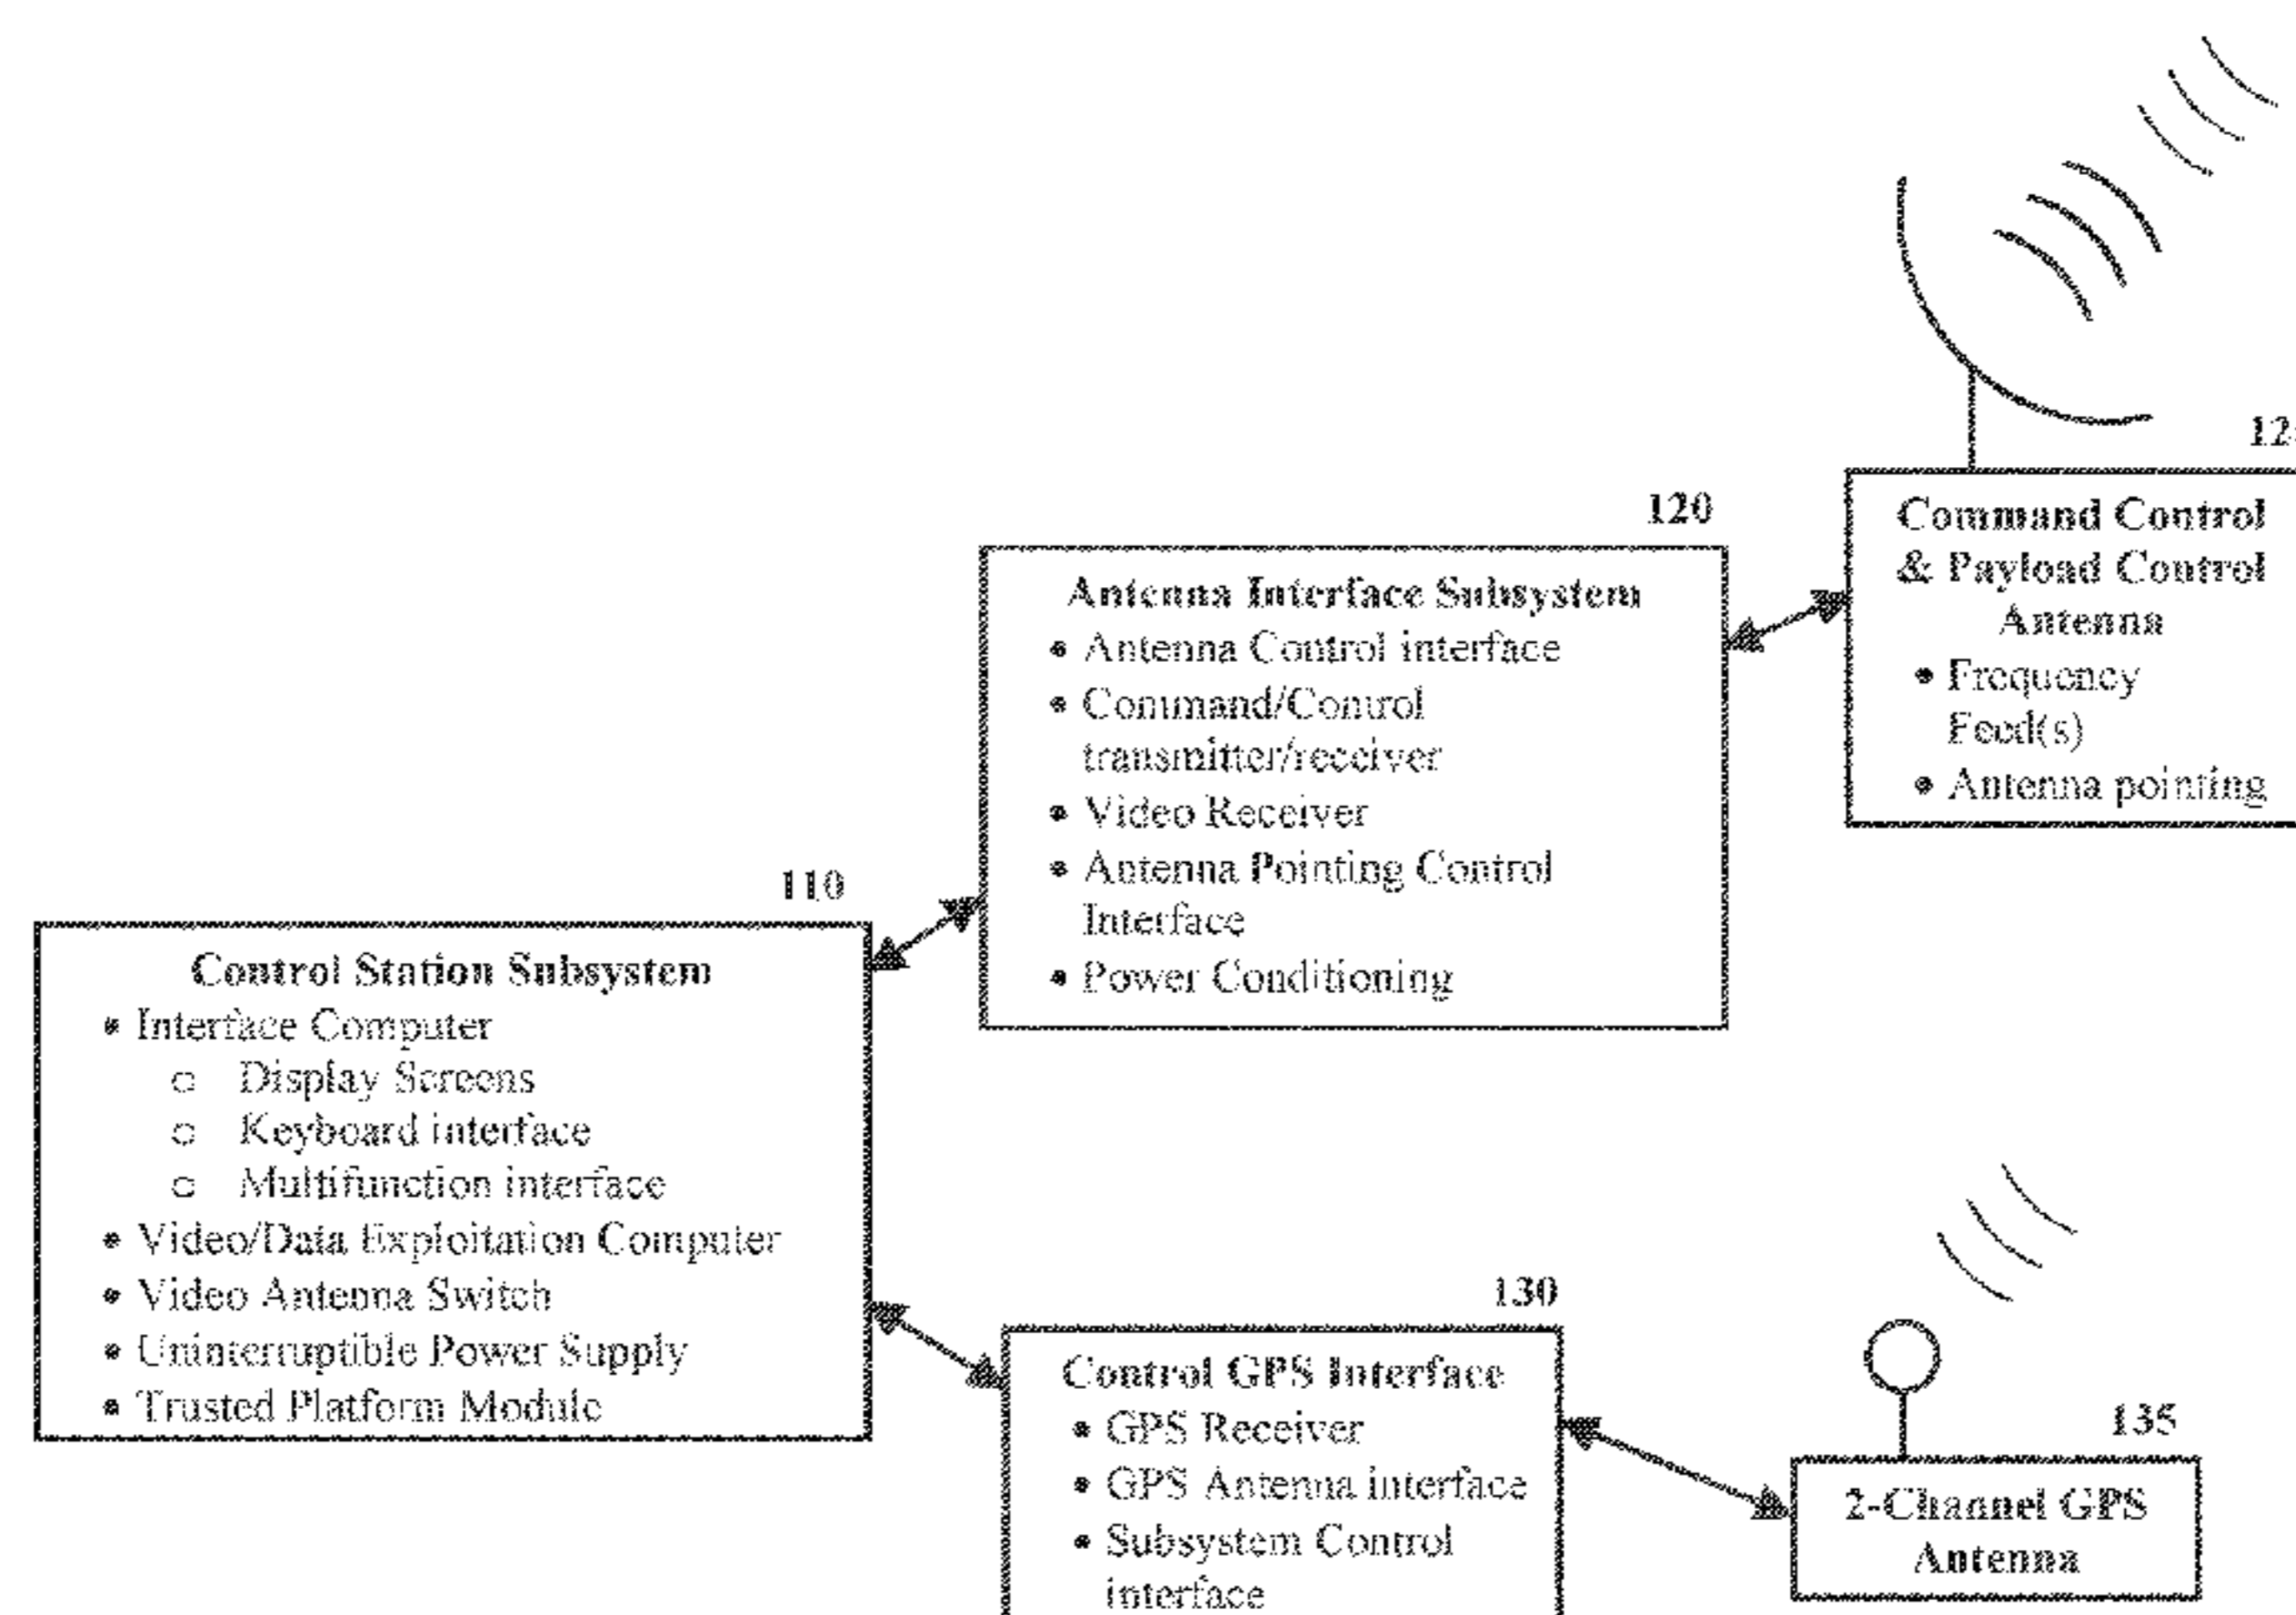 12
Command Control
& Payload Control
Antenna
• Frequency
Feed(s)
• Antenna pointing
120
Antenna Interface Subsystem
• Antenna Control interface
• Command/Control
transmitter/receiver
• Video Receiver
• Antenna Pointing Control
Interface
• Power Conditioning
110
Control Station Subsystem
• Interface Computer
○ Display Screens
○ Keyboard interface
○ Multifunction interface
• Video/Data Exploitation Computer
• Video Antenna Switch
• Uninterruptible Power Supply
• Trusted Platform Module
130
Control GPS Interface
• GPS Receiver
• GPS Antenna interface
• Subsystem Control
interface
135
2-Channel GPS
Antenna